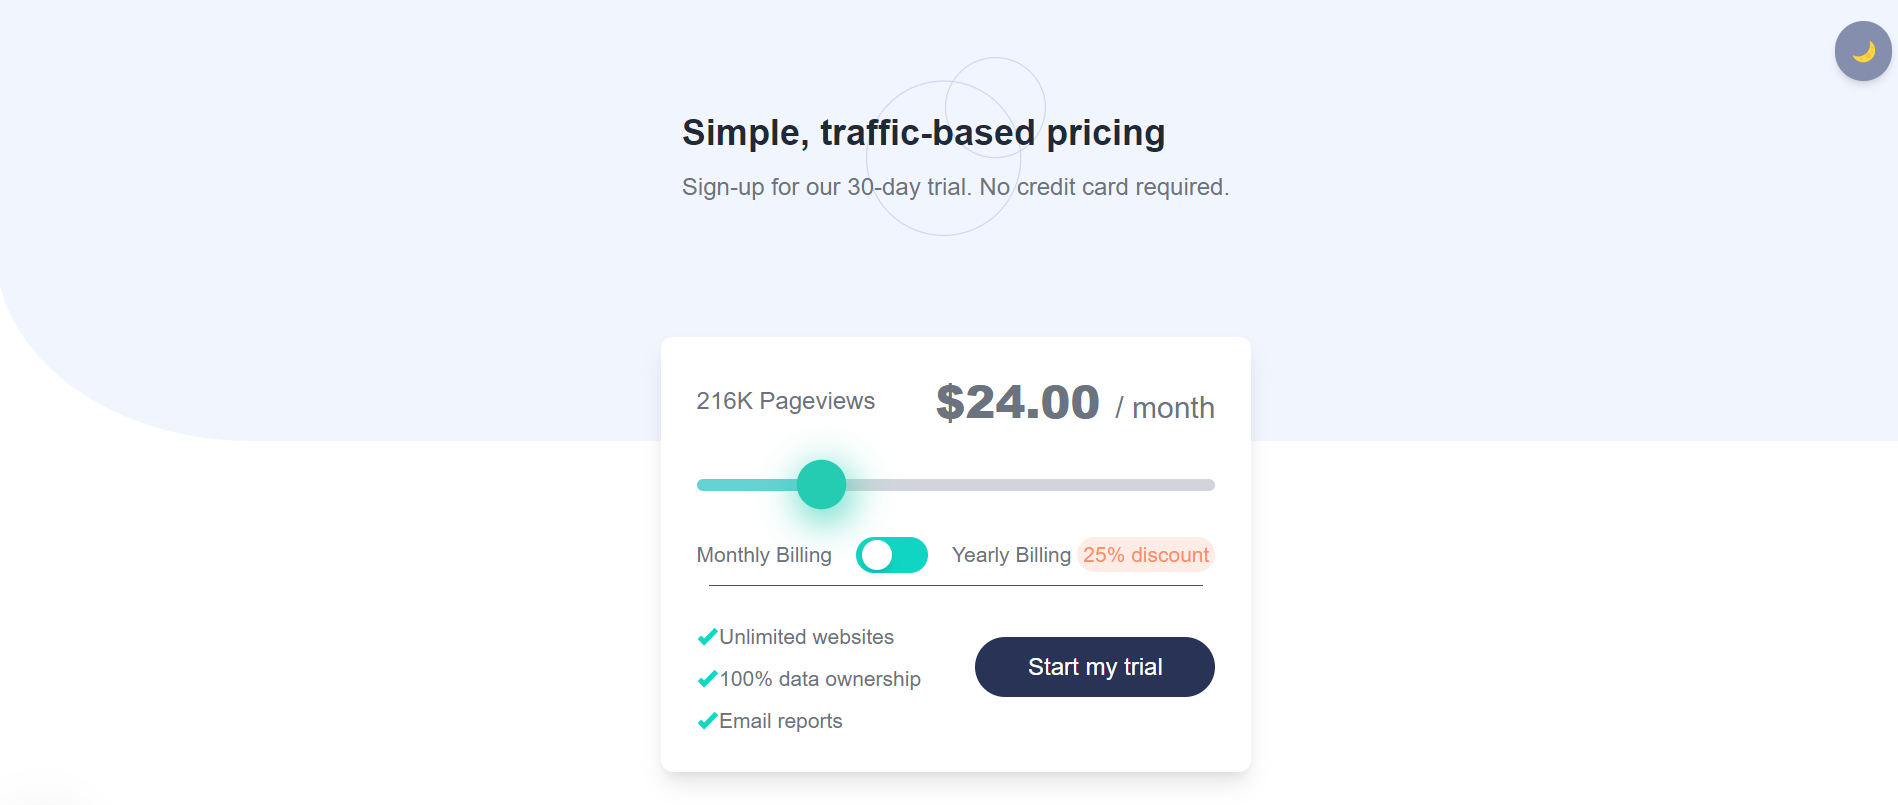 Simple, traffic-based pricing
Sign-up for our 30-day trial. No credit card required.
216K Pageviews
$24.00 / month
Monthly Billing
Yearly Billing 25% discount
Unlimited websites
100% data ownership
Email reports
Start my trial